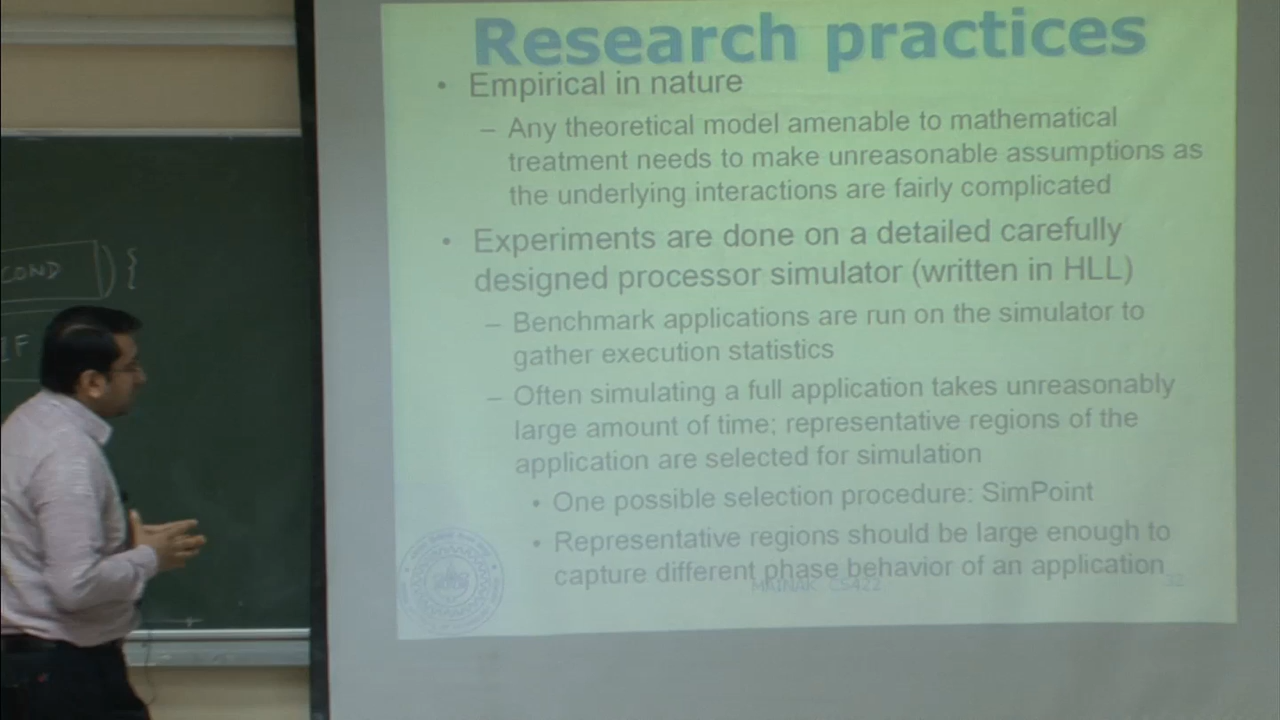 Research practices
• Empirical in nature
– Any theoretical model amenable to mathematical
treatment needs to make unreasonable assumptions as
the underlying interactions are fairly complicated
• Experiments are done on a detailed carefully
designed processor simulator (written in HLL)
– Benchmark applications are run on the simulator to
gather execution statistics
– Often simulating a full application takes unreasonably
large amount of time; representative regions of the
application are selected for simulation
• One possible selection procedure: SimPoint
• Representative regions should be large enough to
capture different phase behavior of an application
MAINAK CS422
COND ) {
IF